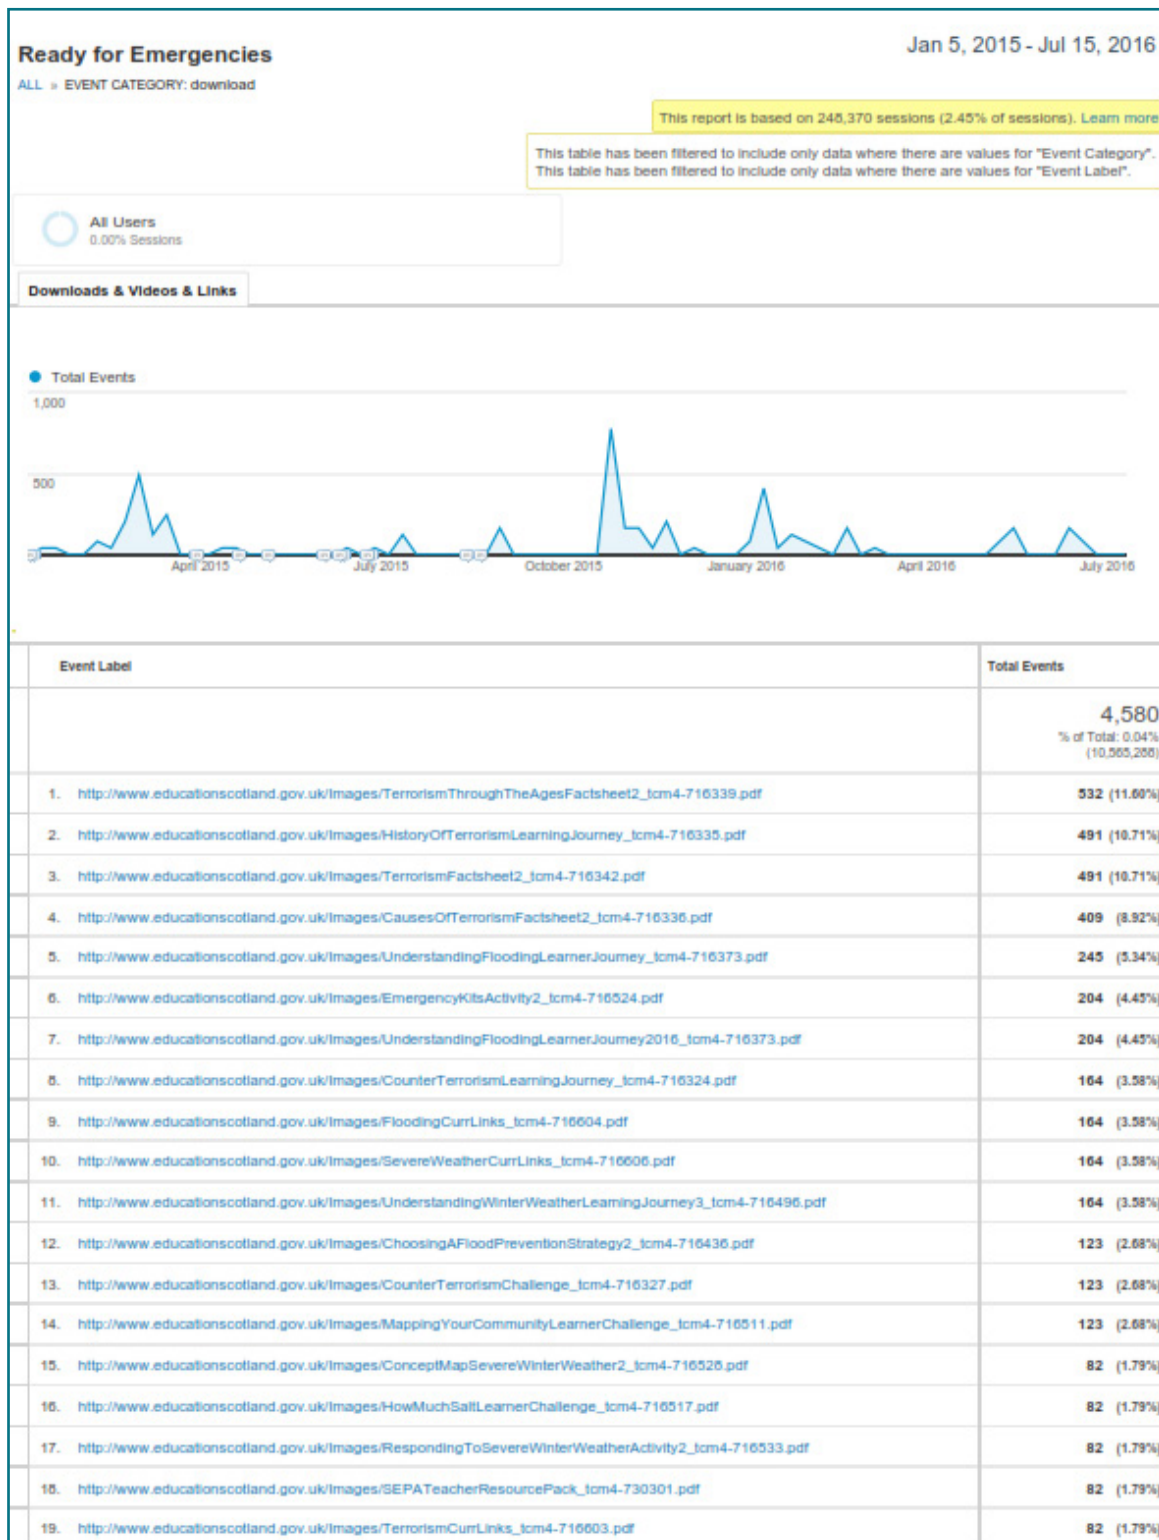 Ready for Emergencies
Jan 5, 2015 - Jul 15, 2016
ALL » EVENT CATEGORY: download
This report is based on 248,370 sessions (2.45% of sessions). Learn more
This table has been filtered to include only data where there are values for "Event Category".
This table has been filtered to include only data where there are values for "Event Label".
All Users
0.00% Sessions
Downloads & Videos & Links
Total Events
1,000
500
April 2015 July 2015 October 2015 January 2016 April 2016 July 2016
Event Label Total Events
4,580
% of Total: 0.04%
(10,565,288)
1. http://www.educationscotland.gov.uk/Images/TerrorismThroughTheAgesFactsheet2_tcm4-716339.pdf 532 (11.60%)
2. http://www.educationscotland.gov.uk/Images/HistoryOfTerrorismLearningJourney_tcm4-716335.pdf 491 (10.71%)
3. http://www.educationscotland.gov.uk/Images/TerrorismFactsheet2_tcm4-716342.pdf 491 (10.71%)
4. http://www.educationscotland.gov.uk/Images/CausesOfTerrorismFactsheet2_tcm4-716336.pdf 409 (8.92%)
5. http://www.educationscotland.gov.uk/Images/UnderstandingFloodingLearnerJourney_tcm4-716373.pdf 245 (5.34%)
6. http://www.educationscotland.gov.uk/Images/EmergencyKitsActivity2_tcm4-716524.pdf 204 (4.45%)
7. http://www.educationscotland.gov.uk/Images/UnderstandingFloodingLearnerJourney2016_tcm4-716373.pdf 204 (4.45%)
8. http://www.educationscotland.gov.uk/Images/CounterTerrorismLearningJourney_tcm4-716324.pdf 164 (3.58%)
9. http://www.educationscotland.gov.uk/Images/FloodingCurrLinks_tcm4-716604.pdf 164 (3.58%)
10. http://www.educationscotland.gov.uk/Images/SevereWeatherCurrLinks_tcm4-716606.pdf 164 (3.58%)
11. http://www.educationscotland.gov.uk/Images/UnderstandingWinterWeatherLearningJourney3_tcm4-716496.pdf 164 (3.58%)
12. http://www.educationscotland.gov.uk/Images/ChoosingAFloodPreventionStrategy2_tcm4-716436.pdf 123 (2.68%)
13. http://www.educationscotland.gov.uk/Images/CounterTerrorismChallenge_tcm4-716327.pdf 123 (2.68%)
14. http://www.educationscotland.gov.uk/Images/MappingYourCommunityLearnerChallenge_tcm4-716511.pdf 123 (2.68%)
15. http://www.educationscotland.gov.uk/Images/ConceptMapSevereWinterWeather2_tcm4-716528.pdf 82 (1.79%)
16. http://www.educationscotland.gov.uk/Images/HowMuchSaltLearnerChallenge_tcm4-716517.pdf 82 (1.79%)
17. http://www.educationscotland.gov.uk/Images/RespondingToSevereWinterWeatherActivity2_tcm4-716533.pdf 82 (1.79%)
18. http://www.educationscotland.gov.uk/Images/SEPATeacherResourcePack_tcm4-730301.pdf 82 (1.79%)
19. http://www.educationscotland.gov.uk/Images/TerrorismCurrLinks_tcm4-716603.pdf 82 (1.79%)